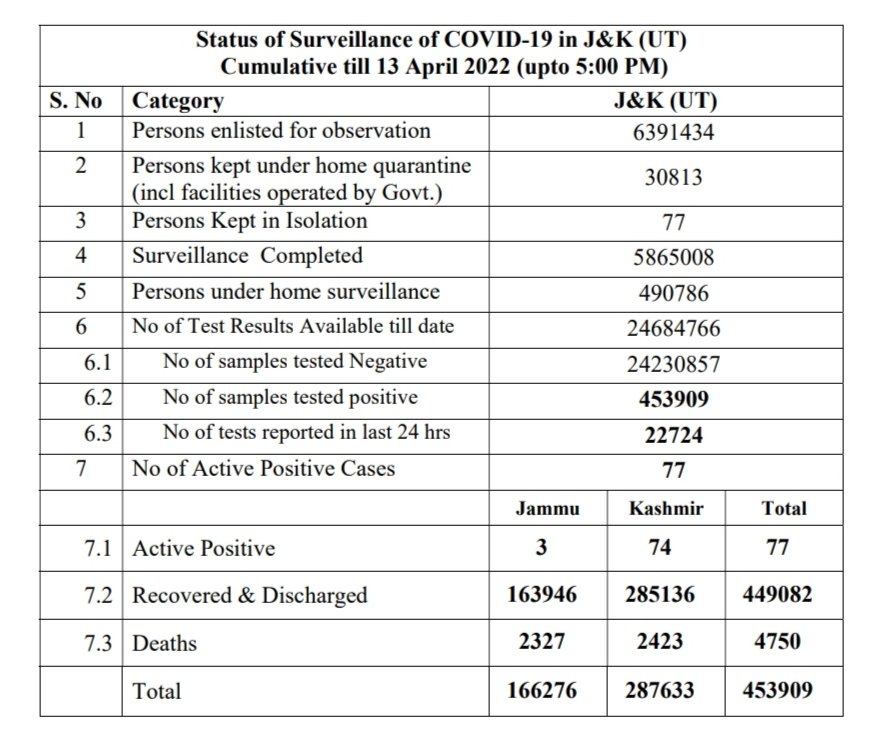 Status of Surveillance of COVID-19 in J&K (UT)
Cumulative till 13 April 2022 (upto 5:00 PM)
S. No Category J&K (UT)
1 Persons enlisted for observation 6391434
2 Persons kept under home quarantine
(incl facilities operated by Govt.) 30813
3 Persons Kept in Isolation 77
4 Surveillance Completed 5865008
5 Persons under home surveillance 490786
6 No of Test Results Available till date 24684766
6.1 No of samples tested Negative 24230857
6.2 No of samples tested positive 453909
6.3 No of tests reported in last 24 hrs 22724
7 No of Active Positive Cases 77
Jammu Kashmir Total
7.1 Active Positive 3 74 77
7.2 Recovered & Discharged 163946 285136 449082
7.3 Deaths 2327 2423 4750
Total 166276 287633 453909